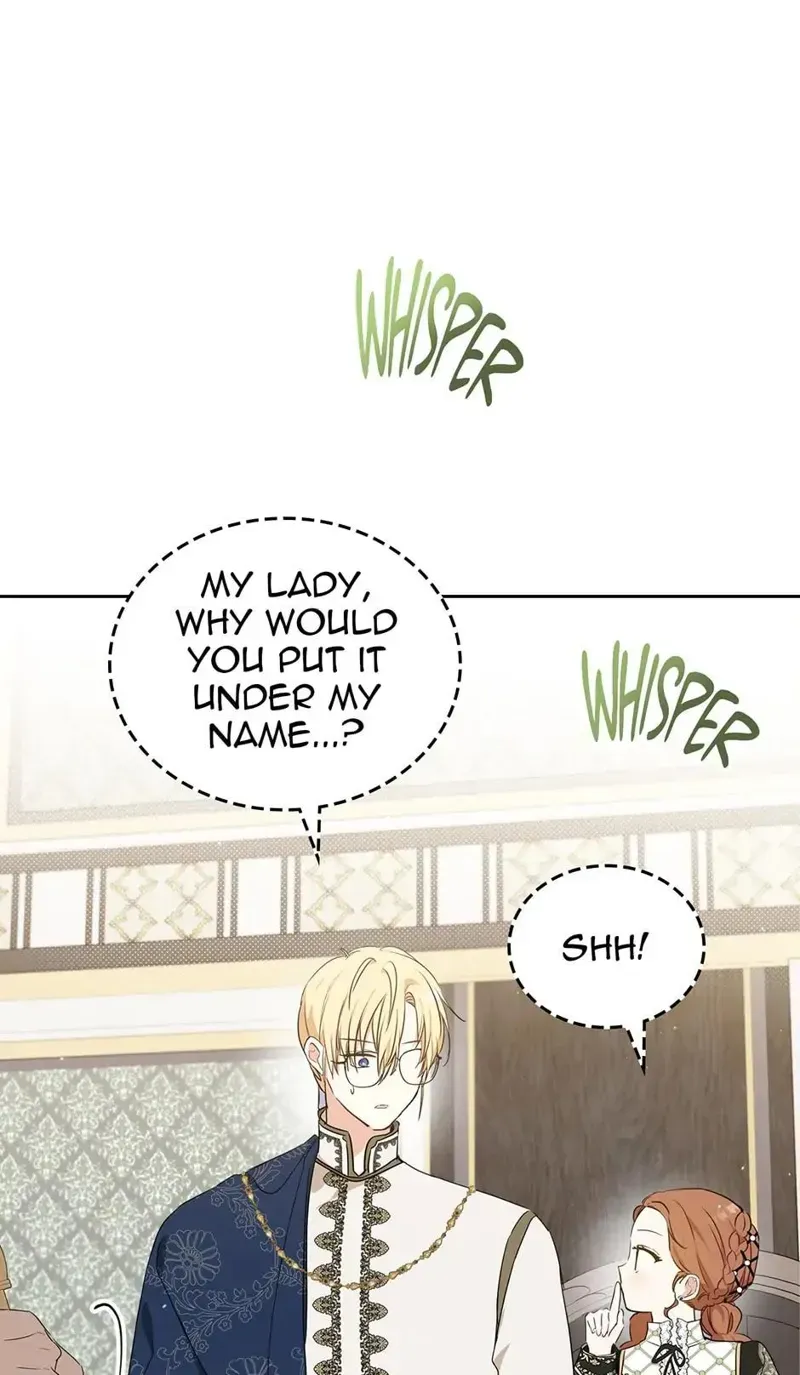 WHISPER
MY LADY,
WHY WOULD
YOU PUT IT
UNDER MY
NAME...?
WHISPER
SHH!